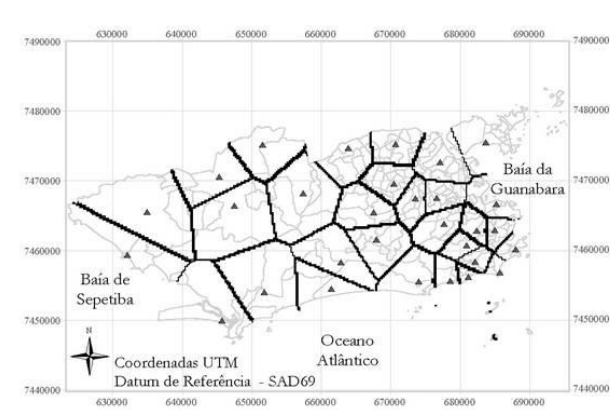 630000 640000 650000 660000 670000 680000 690000
7490000 7490000
7480000 7480000
7470000 7470000
7460000 7460000
7450000 7450000
7440000 7440000
Baía da
Guanabara
Baía de
Sepetiba
Oceano
Atlântico
N
Coordenadas UTM
Datum de Referência - SAD69
630000 640000 650000 660000 670000 680000 690000